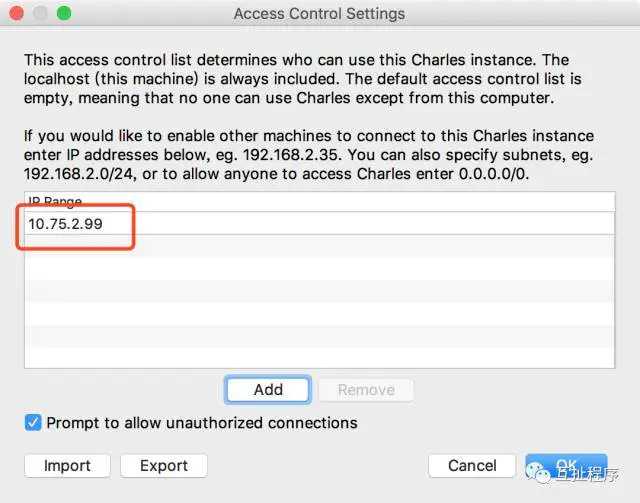 Access Control Settings
This access control list determines who can use this Charles instance. The
localhost (this machine) is always included. The default access control list is
empty, meaning that no one can use Charles except from this computer.
If you would like to enable other machines to connect to this Charles instance
enter IP addresses below, eg. 192.168.2.35. You can also specify subnets, eg.
192.168.2.0/24, or to allow anyone to access Charles enter 0.0.0.0/0.
IP Range
10.75.2.99
Add
Remove
Prompt to allow unauthorized connections
Import
Export
Cancel
OK
互扯程序